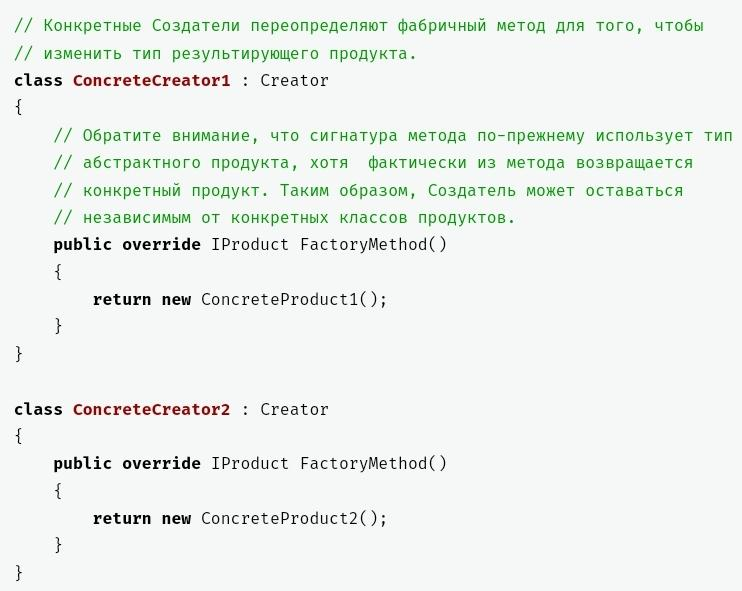 // Конкретные Создатели переопределяют фабричный метод для того, чтобы
// изменить тип результирующего продукта.
class ConcreteCreator1 : Creator
{
    // Обратите внимание, что сигнатура метода по-прежнему использует тип
    // абстрактного продукта, хотя  фактически из метода возвращается
    // конкретный продукт. Таким образом, Создатель может оставаться
    // независимым от конкретных классов продуктов.
    public override IProduct FactoryMethod()
    {
        return new ConcreteProduct1();
    }
}

class ConcreteCreator2 : Creator
{
    public override IProduct FactoryMethod()
    {
        return new ConcreteProduct2();
    }
}